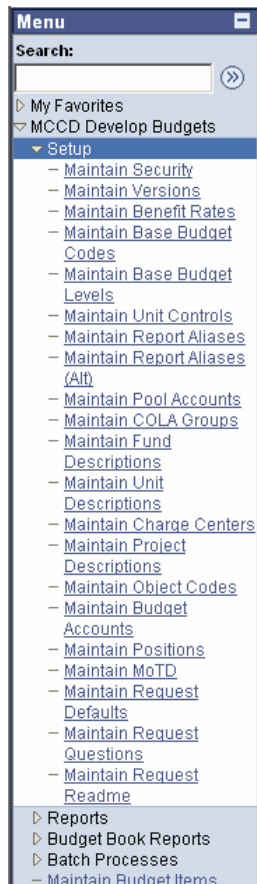 Menu
Search:
My Favorites
MCCD Develop Budgets
Setup
– Maintain Security
– Maintain Versions
– Maintain Benefit Rates
– Maintain Base Budget
Codes
– Maintain Base Budget
Levels
– Maintain Unit Controls
– Maintain Report Aliases
– Maintain Report Aliases
(Alt)
– Maintain Pool Accounts
– Maintain COLA Groups
– Maintain Fund
Descriptions
– Maintain Unit
Descriptions
– Maintain Charge Centers
– Maintain Project
Descriptions
– Maintain Object Codes
– Maintain Budget
Accounts
– Maintain Positions
– Maintain MoTD
– Maintain Request
Defaults
– Maintain Request
Questions
– Maintain Request
Readme
Reports
Budget Book Reports
Batch Processes
– Maintain Budget Items